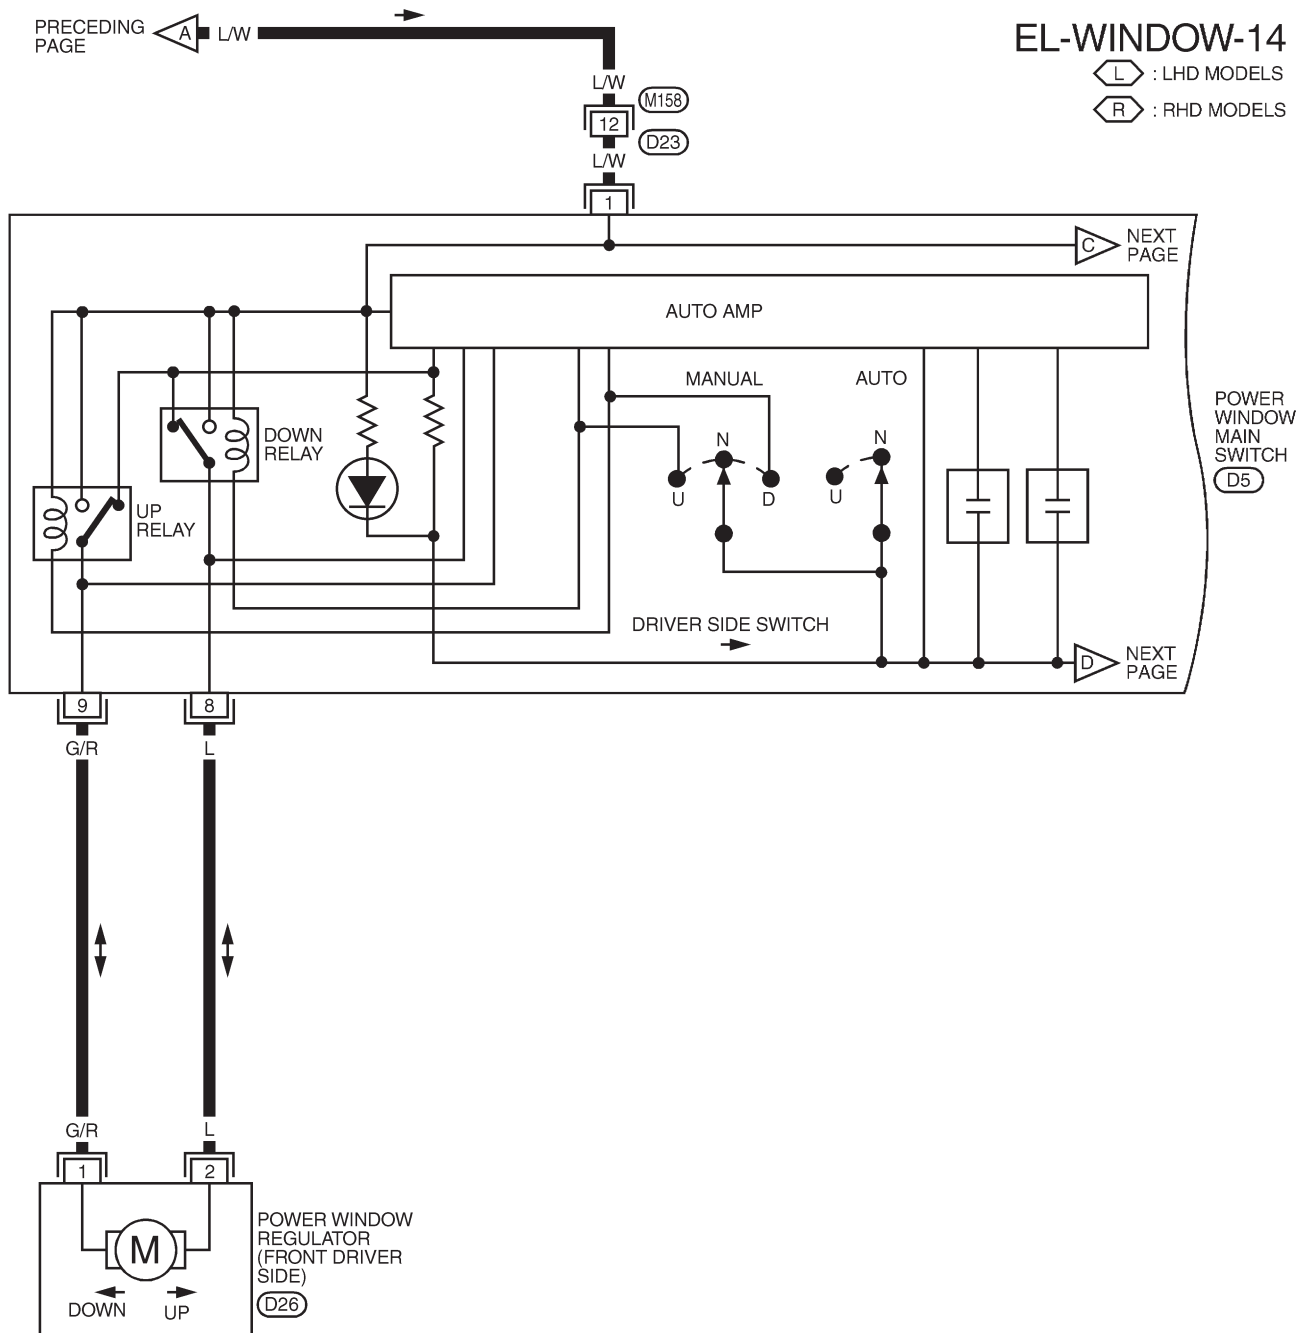 PRECEDING
PAGE
A
L/W
EL-WINDOW-14
L : LHD MODELS
R : RHD MODELS
L/W
M158
12
D23
L/W
1
C
NEXT
PAGE
AUTO AMP
MANUAL
AUTO
POWER
WINDOW
MAIN
SWITCH
D5
DOWN
RELAY
N
N
U
D
U
UP
RELAY
DRIVER SIDE SWITCH
D
NEXT
PAGE
9
8
G/R
L
G/R
L
1
2
POWER WINDOW
REGULATOR
(FRONT DRIVER
SIDE)
D26
M
DOWN
UP